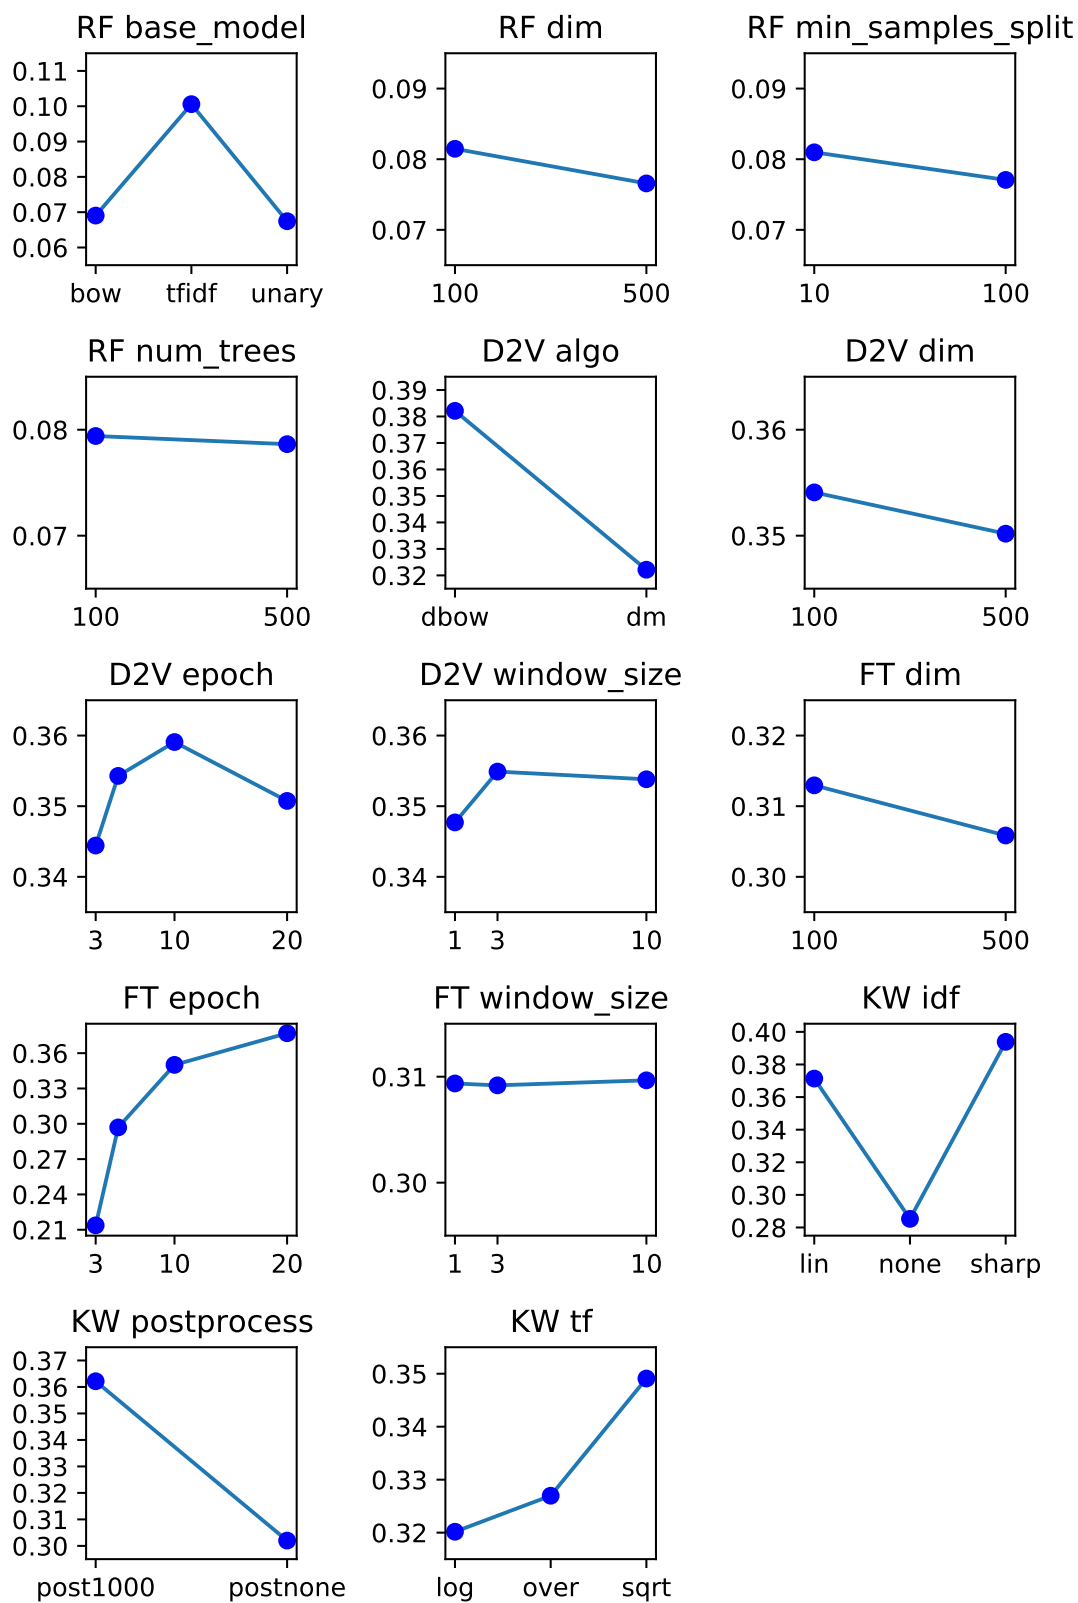 RF base_model
0.11
0.10
0.09
0.08
0.07
0.06
bow tfidf unary
RF dim
0.09
0.08
0.07
100 500
RF min_samples_split
0.09
0.08
0.07
10 100
RF num_trees
0.08
0.07
100 500
D2V algo
0.39
0.38
0.37
0.36
0.35
0.34
0.33
0.32
dbow dm
D2V dim
0.36
0.35
100 500
D2V epoch
0.36
0.35
0.34
3 10 20
D2V window_size
0.36
0.35
0.34
1 3 10
FT dim
0.32
0.31
0.30
100 500
FT epoch
0.36
0.33
0.30
0.27
0.24
0.21
3 10 20
FT window_size
0.31
0.30
1 3 10
KW idf
0.40
0.38
0.36
0.34
0.32
0.30
0.28
lin none sharp
KW postprocess
0.37
0.36
0.35
0.34
0.33
0.32
0.31
0.30
post1000 postnone
KW tf
0.35
0.34
0.33
0.32
log over sqrt